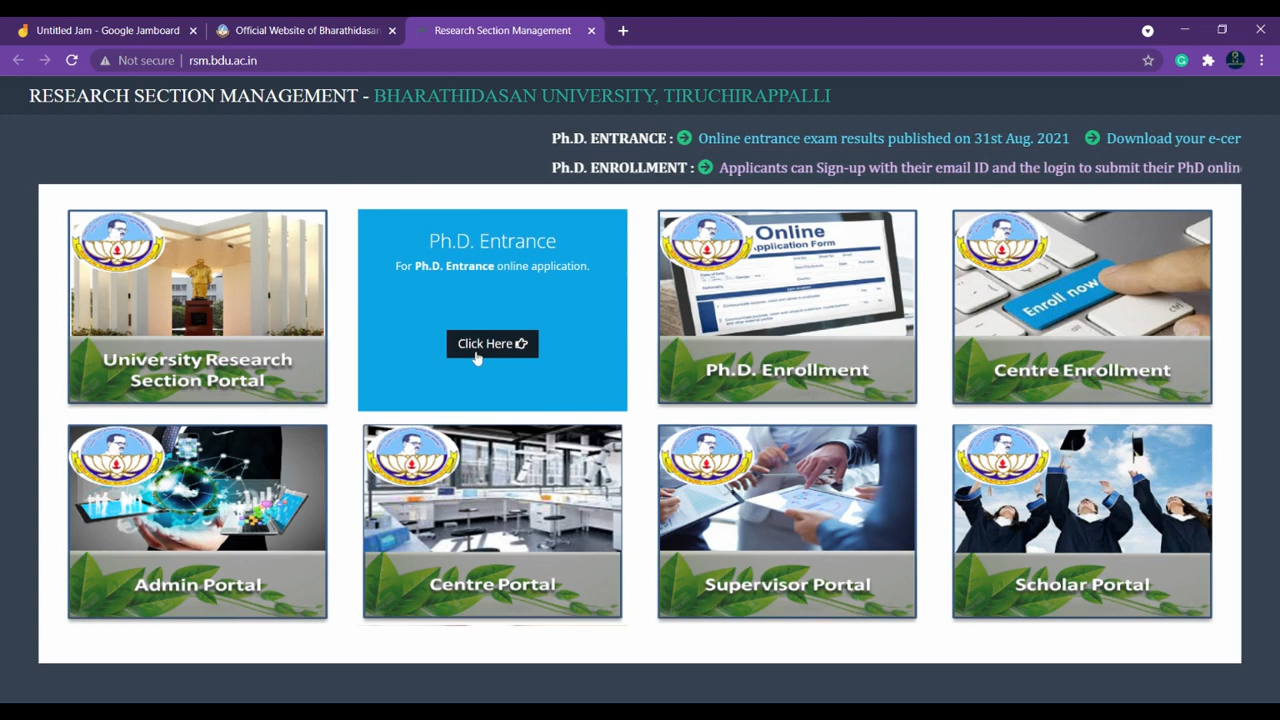 Untitled Jam - Google Jamboard
Official Website of Bharathidasan
Research Section Management
Not secure | rsm.bdu.ac.in
RESEARCH SECTION MANAGEMENT - BHARATHIDASAN UNIVERSITY, TIRUCHIRAPPALLI
Ph.D. ENTRANCE : Online entrance exam results published on 31st Aug. 2021 Download your e-cer
Ph.D. ENROLLMENT : Applicants can Sign-up with their email ID and the login to submit their PhD onlin
University Research
Section Portal
Ph.D. Entrance
For Ph.D. Entrance online application.
Click Here
Online
Application Form
Ph.D. Enrollment
Enroll now
ctrl
Centre Enrollment
Admin Portal
Centre Portal
Supervisor Portal
Scholar Portal